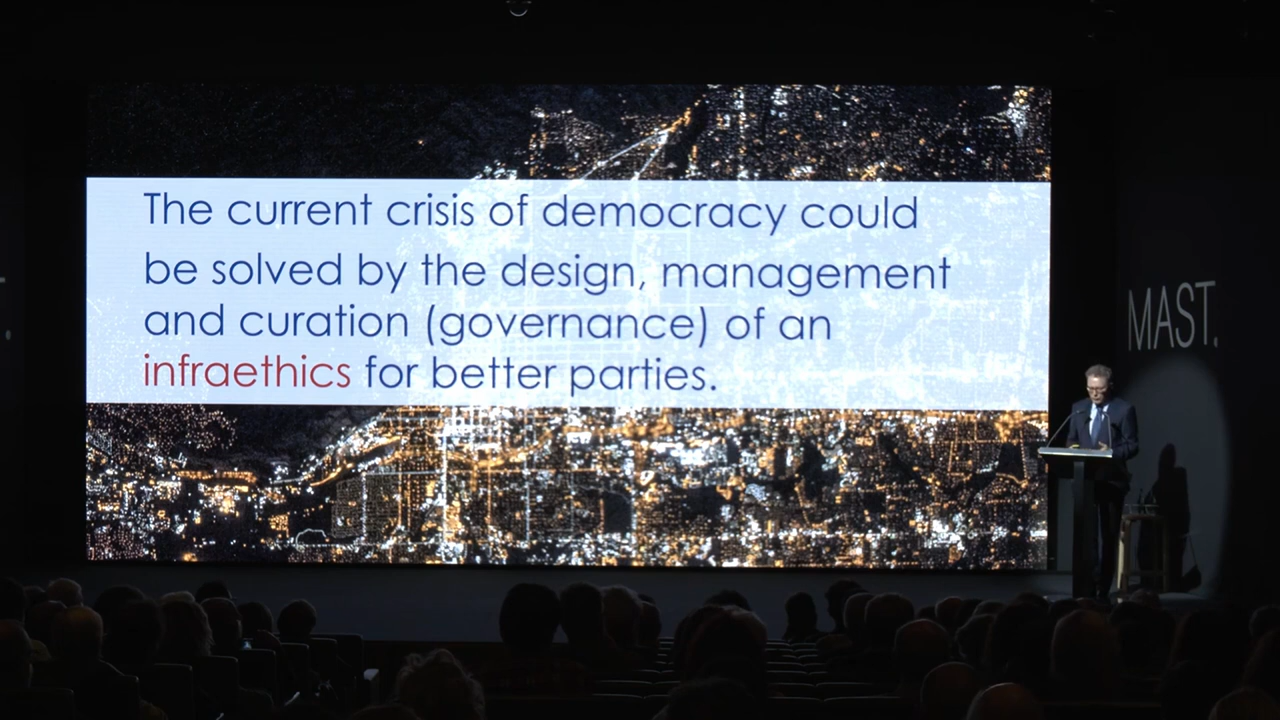 The current crisis of democracy could
be solved by the design, management
and curation (governance) of an
infraethics for better parties.
MAST.